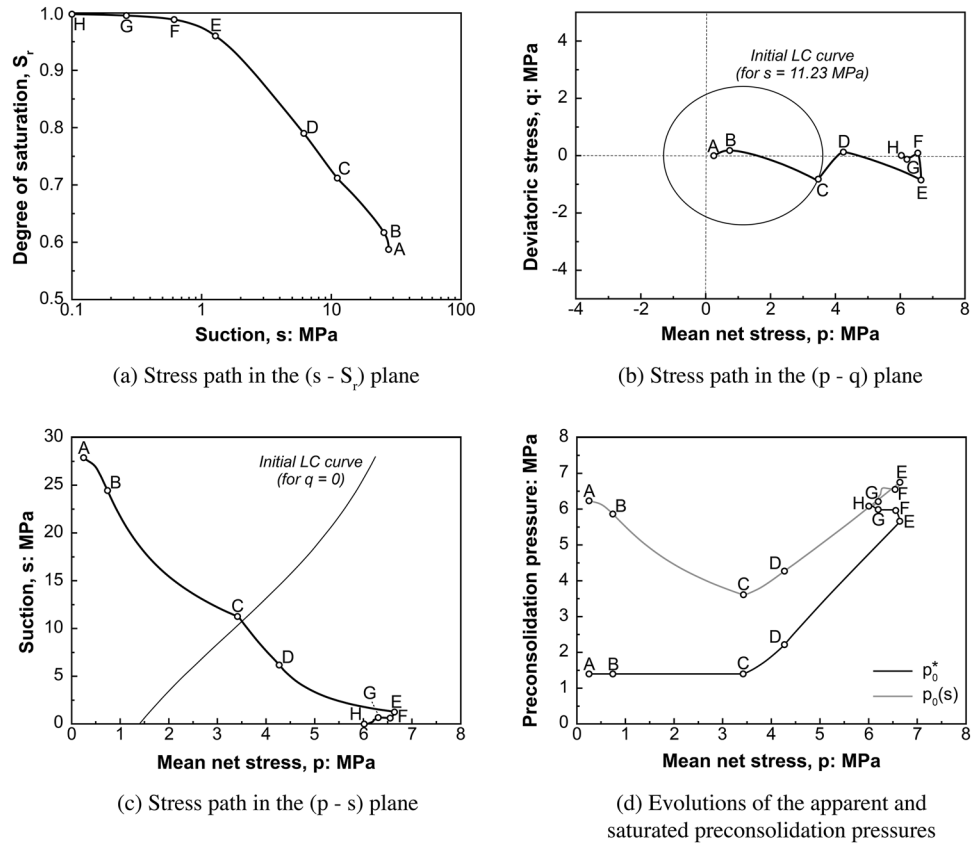 1.0
0.9
0.8
0.7
0.6
0.5
0.1
1
10
100
H
G
F
E
D
C
B
A
Degree of saturation, Sr
Suction, s: MPa
(a) Stress path in the (s - Sr) plane
4
2
0
-2
-4
-4
-2
0
2
4
6
8
Initial LC curve
(for s = 11.23 MPa)
A
B
C
D
E
F
G
H
Deviatoric stress, q: MPa
Mean net stress, p: MPa
(b) Stress path in the (p - q) plane
30
25
20
15
10
5
0
0
1
2
3
4
5
6
7
8
Initial LC curve
(for q = 0)
A
B
C
D
E
F
G
H
Suction, s: MPa
Mean net stress, p: MPa
(c) Stress path in the (p - s) plane
8
7
6
5
4
3
2
1
0
0
1
2
3
4
5
6
7
8
A
B
C
D
E
F
G
H
A
B
C
D
E
F
G
p0*
p0(s)
Preconsolidation pressure: MPa
Mean net stress, p: MPa
(d) Evolutions of the apparent and
saturated preconsolidation pressures